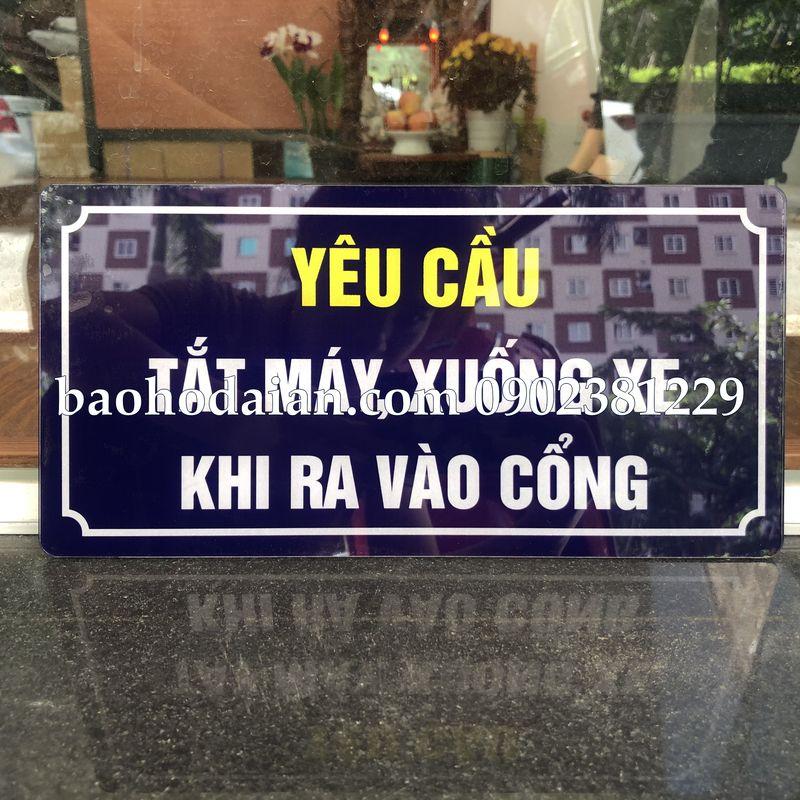 YÊU CẦU
TẮT MÁY, XUỐNG XE
baohodaian.com 0902381229
KHI RA VÀO CỔNG